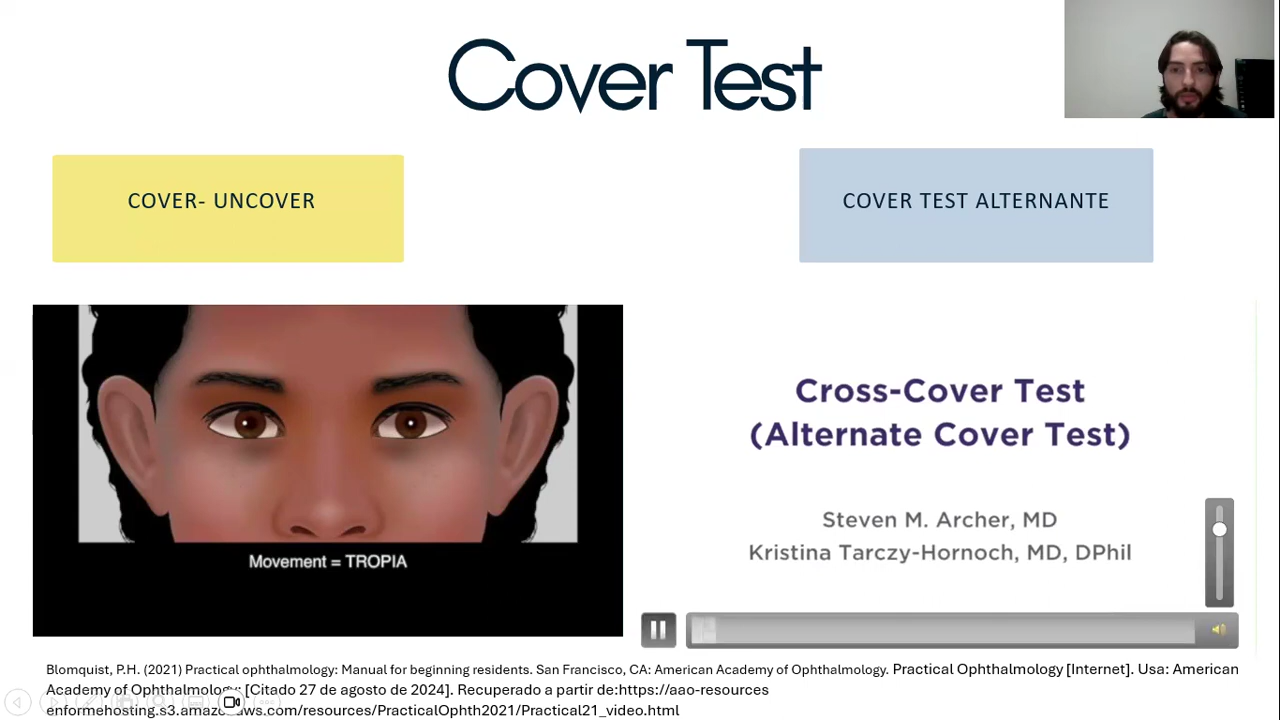 Cover Test
COVER- UNCOVER
COVER TEST ALTERNANTE
Movement = TROPIA
Cross-Cover Test
(Alternate Cover Test)
Steven M. Archer, MD
Kristina Tarczy-Hornoch, MD, DPhil
Blomquist, P.H. (2021) Practical ophthalmology: Manual for beginning residents. San Francisco, CA: American Academy of Ophthalmology. Practical Ophthalmology [Internet]. Usa: American
Academy of Ophthalmology; [Citado 27 de agosto de 2024]. Recuperado a partir de:https://aao-resources
enformehosting.s3.amazonaws.com/resources/PracticalOphth2021/Practical21_video.html